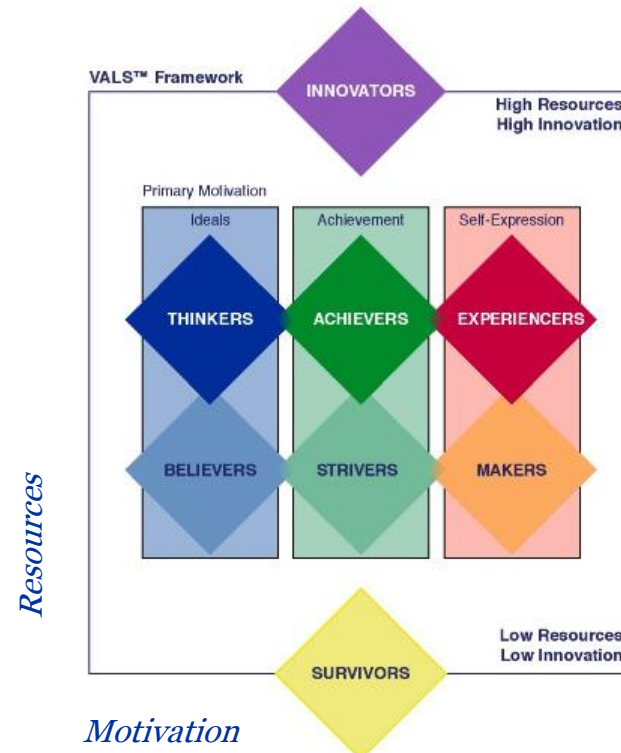 VALS™ Framework
INNOVATORS
High Resources
High Innovation
Primary Motivation
Ideals
Achievement
Self-Expression
THINKERS
ACHIEVERS
EXPERIENCERS
BELIEVERS
STRIVERS
MAKERS
Resources
Low Resources
Low Innovation
SURVIVORS
Motivation